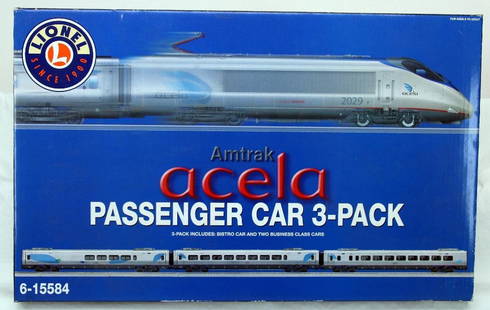 LIONEL
L
SINCE 1900
acela
2029
Amtrak
acela
PASSENGER CAR 3-PACK
3-PACK INCLUDES: BISTRO CAR AND TWO BUSINESS CLASS CARS
6-15584